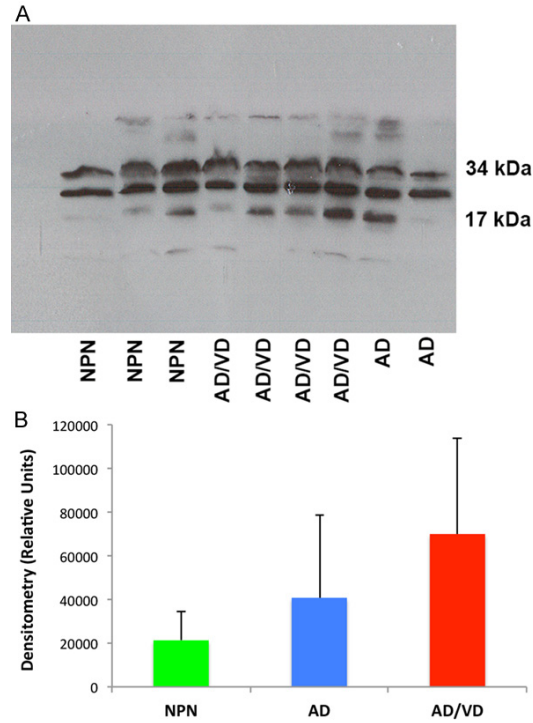 A
34 kDa
17 kDa
NPN
NPN
NPN
AD/VD
AD/VD
AD/VD
AD/VD
AD
AD
B
Densitometry (Relative Units)
120000
100000
80000
60000
40000
20000
0
NPN
AD
AD/VD